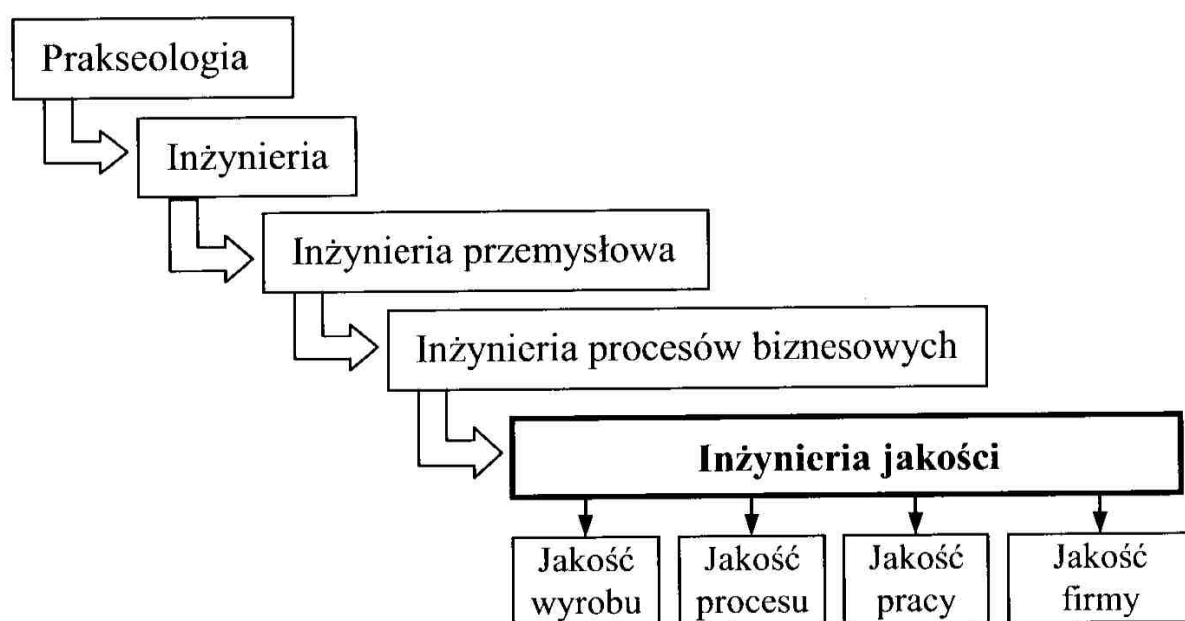 Prakseologia
Inżynieria
Inżynieria przemysłowa
Inżynieria procesów biznesowych
Inżynieria jakości
Jakość
wyrobu
Jakość
procesu
Jakość
pracy
Jakość
firmy